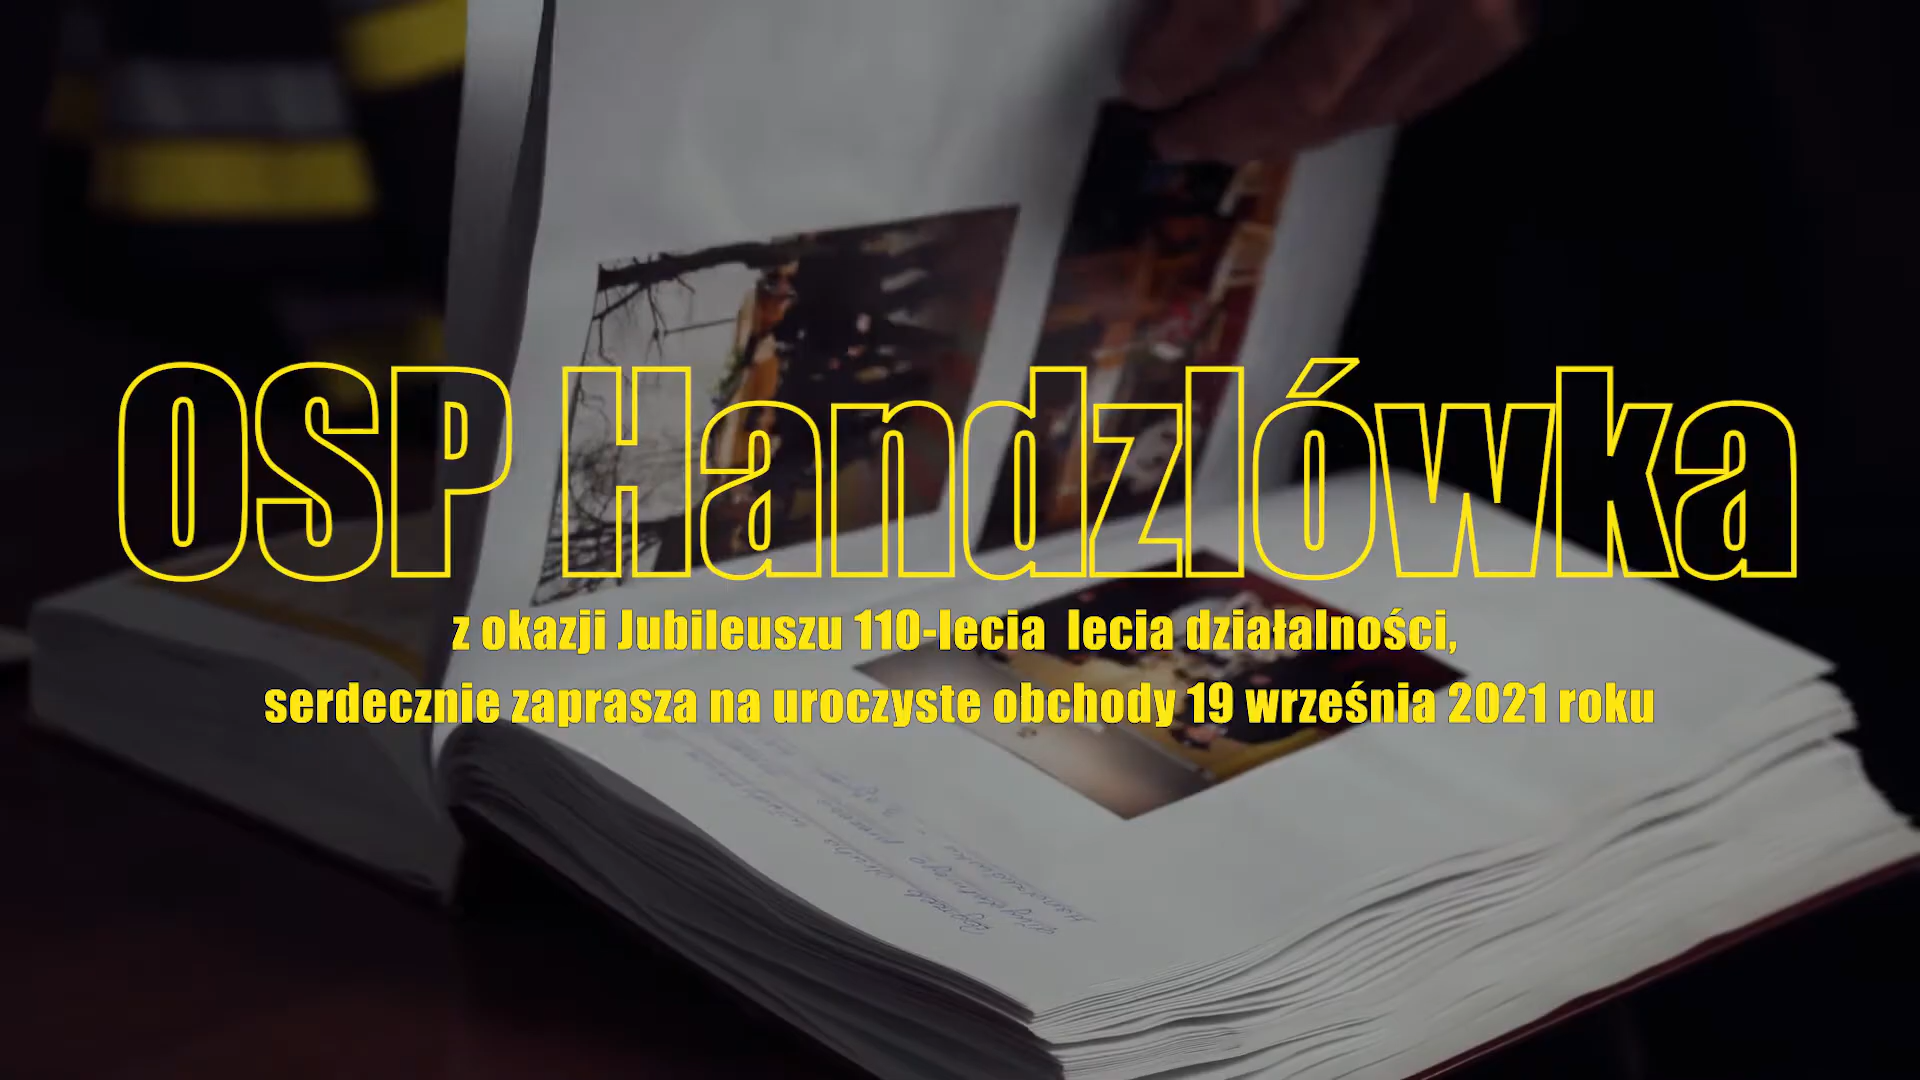 OSP Handzlówka
z okazji Jubileuszu 110-lecia  lecia działalności,
serdecznie zaprasza na uroczyste obchody 19 września 2021 roku